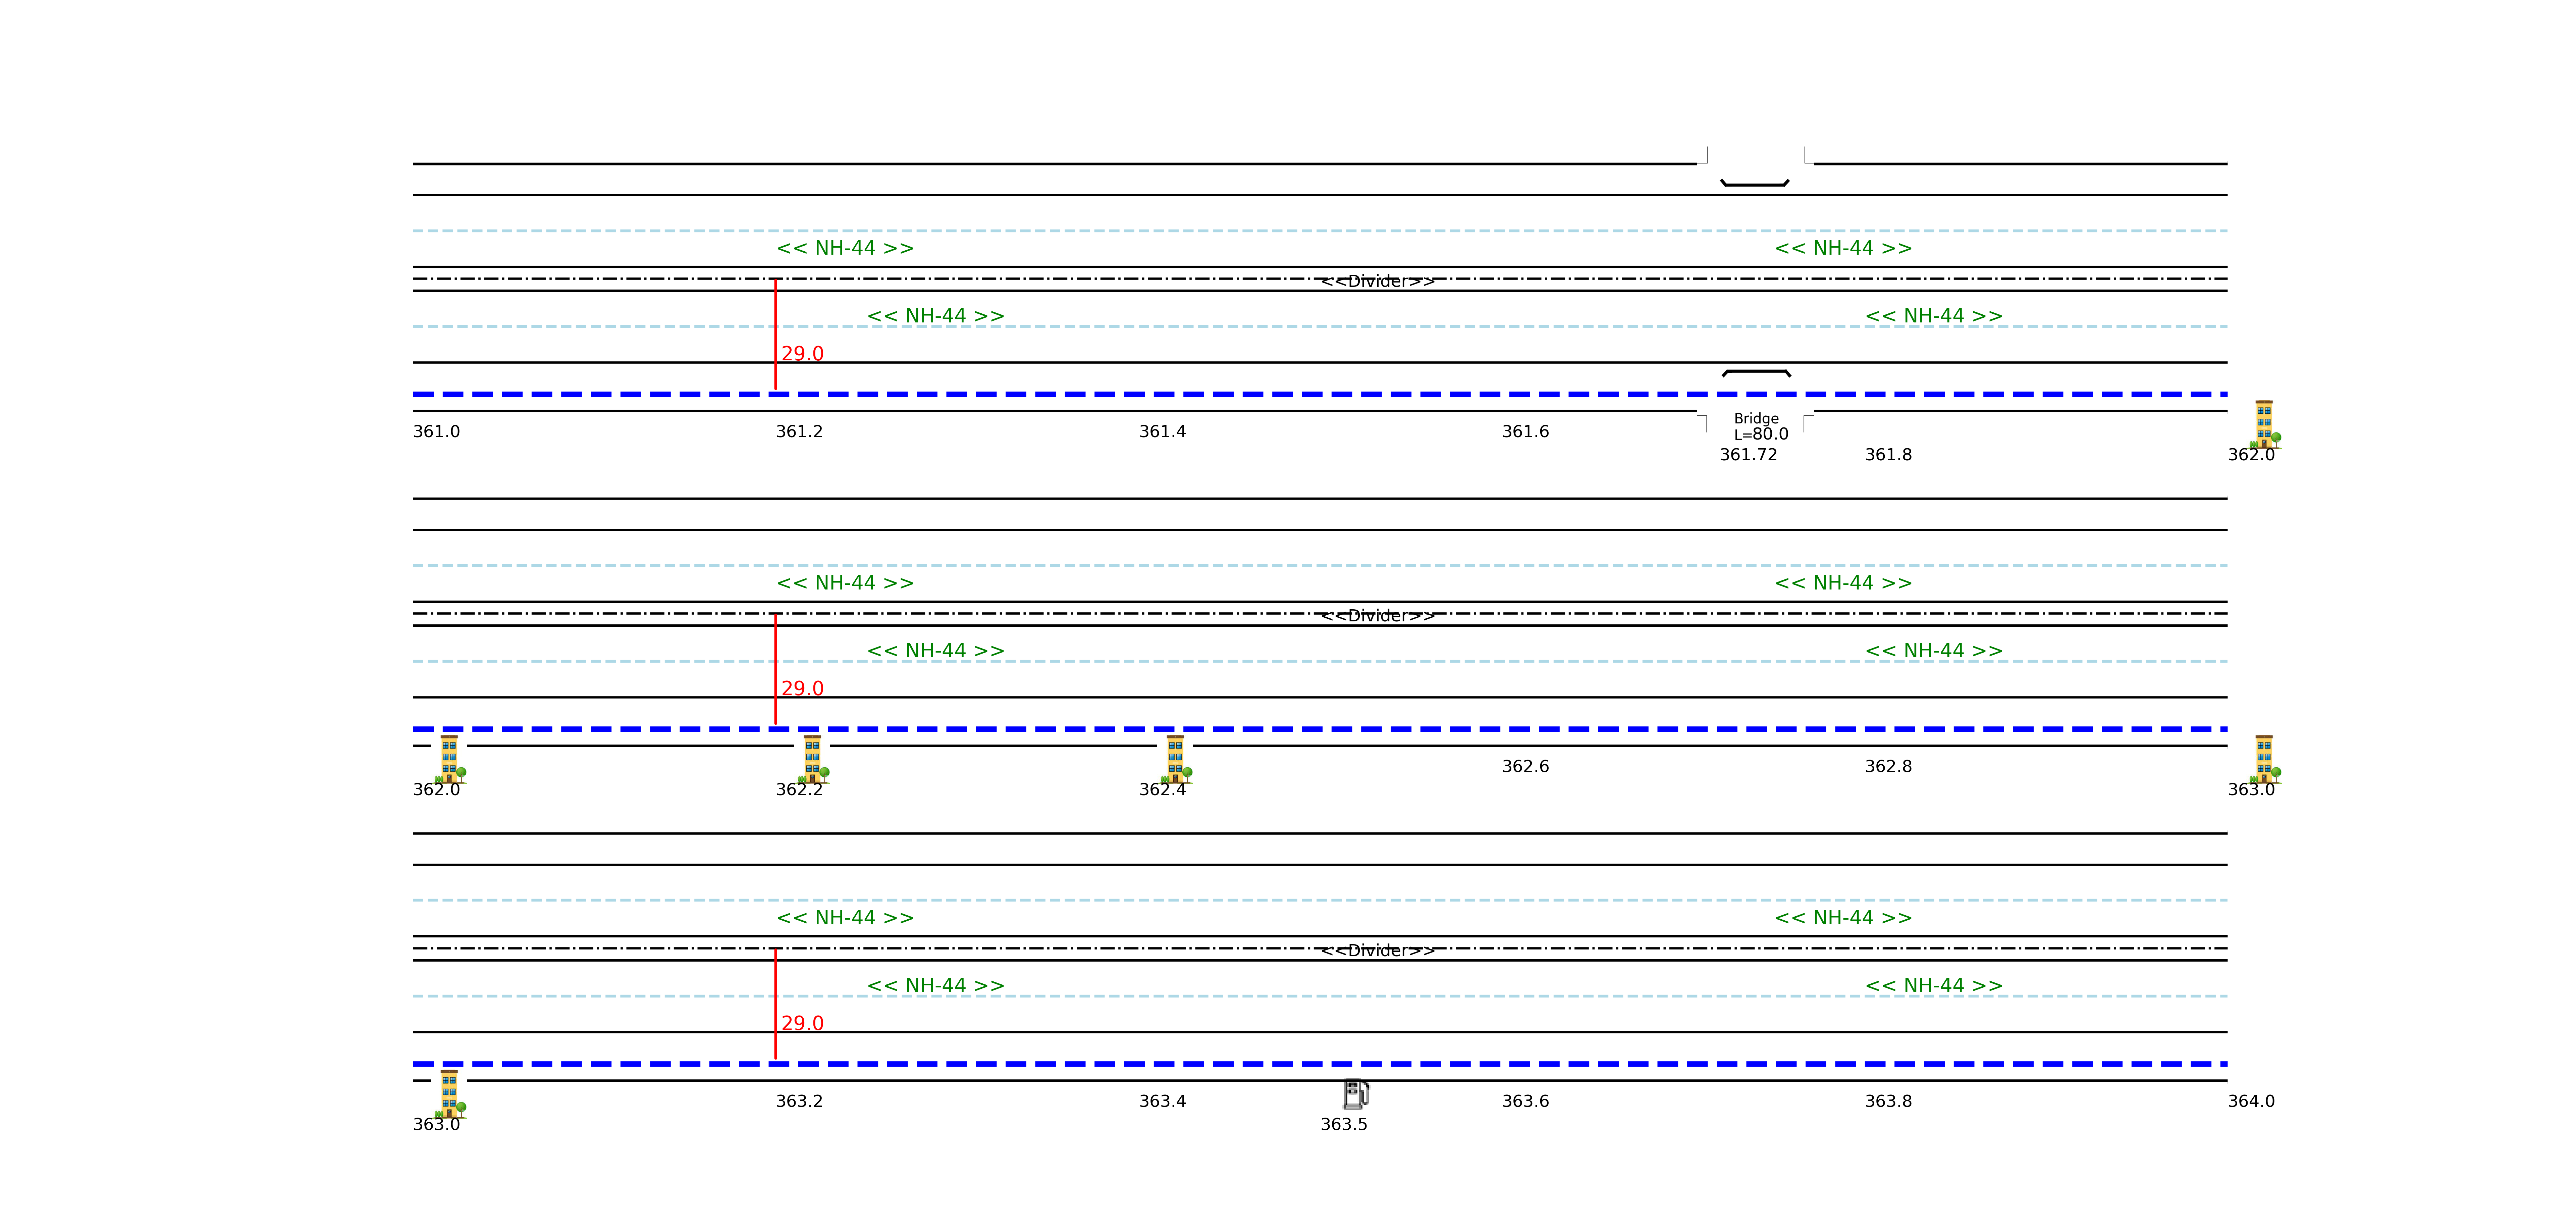 << NH-44 >> << NH-44 >>
<<Divider>>
<< NH-44 >> << NH-44 >>
29.0
Bridge
L=80.0
361.0 361.2 361.4 361.6
361.72 361.8 362.0
<< NH-44 >> << NH-44 >>
<<Divider>>
<< NH-44 >> << NH-44 >>
29.0
362.6 362.8
362.0 362.2 362.4 363.0
<< NH-44 >> << NH-44 >>
<<Divider>>
<< NH-44 >> << NH-44 >>
29.0
363.2 363.4 363.6 363.8 364.0
363.0 363.5